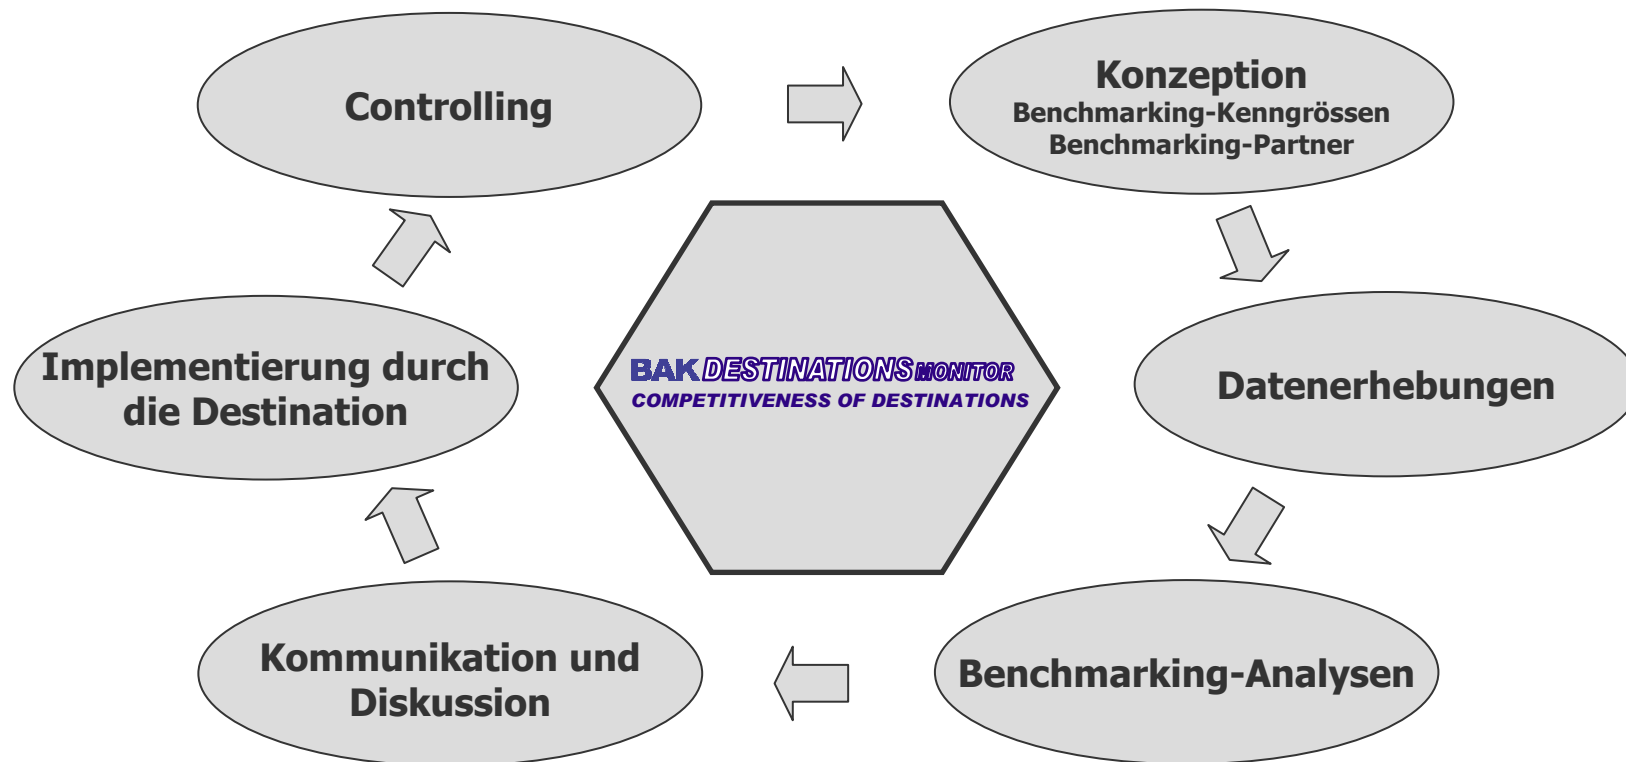 Controlling
Konzeption
Benchmarking-Kenngrössen
Benchmarking-Partner
Implementierung durch
die Destination
BAK DESTINATIONS MONITOR
COMPETITIVENESS OF DESTINATIONS
Datenerhebungen
Kommunikation und
Diskussion
Benchmarking-Analysen